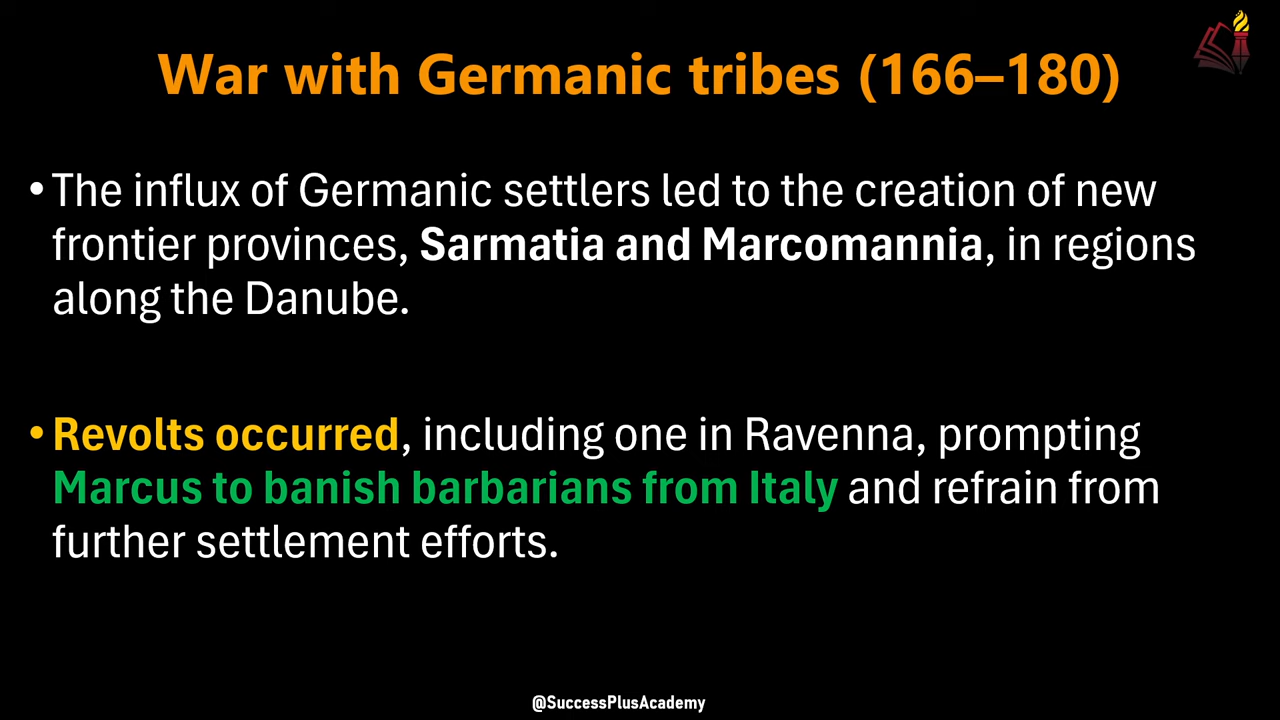 War with Germanic tribes (166–180)
•The influx of Germanic settlers led to the creation of new
frontier provinces, Sarmatia and Marcomannia, in regions
along the Danube.
•Revolts occurred, including one in Ravenna, prompting
Marcus to banish barbarians from Italy and refrain from
further settlement efforts.
@SuccessPlusAcademy